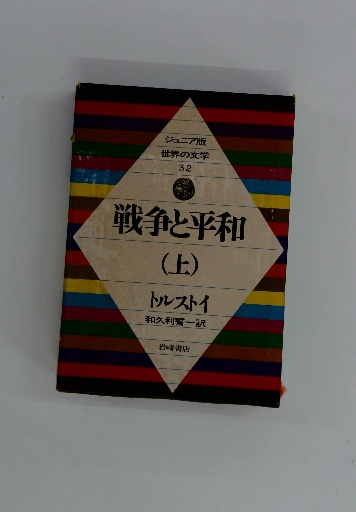 ジュニア版
世界の文学
32
戦争と平和
(上)
トルストイ
和久利誓一訳
岩崎書店